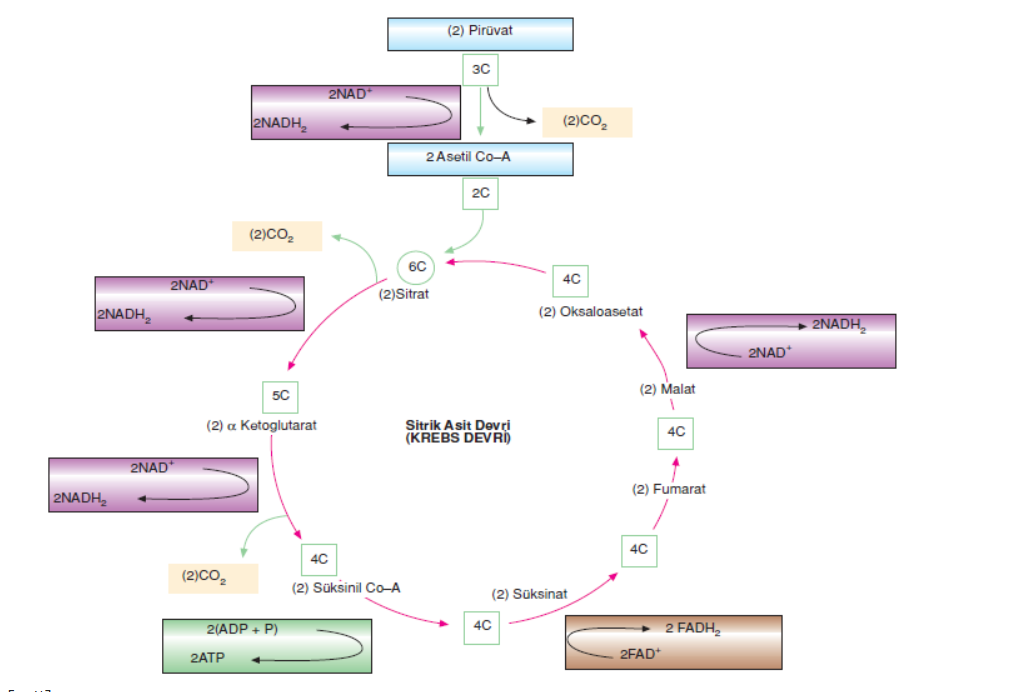 (2) Pirüvat
3C
2NAD⁺
2NADH₂
(2)CO₂
2 Asetil Co–A
2C
(2)CO₂
6C
(2)Sitrat
4C
(2) Oksaloasetat
2NAD⁺
2NADH₂
2NADH₂
2NAD⁺
5C
(2) α Ketoglutarat
(2) Malat
4C
Sitrik Asit Devri
(KREBS DEVRİ)
2NAD⁺
2NADH₂
(2) Fumarat
4C
4C
(2)CO₂
(2) Süksinil Co–A
(2) Süksinat
4C
2(ADP + P)
2ATP
2 FADH₂
2FAD⁺